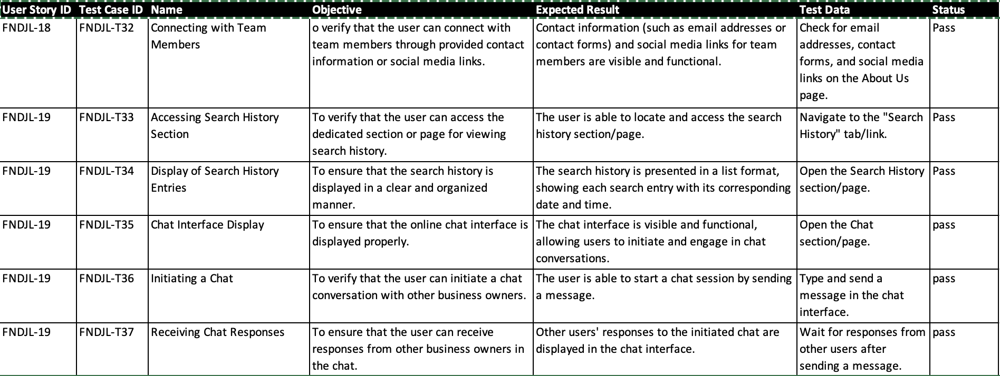 User Story ID Test Case ID Name Objective Expected Result Test Data Status
FNDJL-18 FNDJL-T32 Connecting with Team o verify that the user can connect with Contact information (such as email addresses or Check for email Pass
Members team members through provided contact contact forms) and social media links for team addresses, contact
information or social media links. members are visible and functional. forms, and social media
links on the About Us
page.
FNDJL-19 FNDJL-T33 Accessing Search History To verify that the user can access the The user is able to locate and access the search Navigate to the "Search Pass
Section dedicated section or page for viewing history section/page. History" tab/link.
search history.
FNDJL-19 FNDJL-T34 Display of Search History To ensure that the search history is The search history is presented in a list format, Open the Search History Pass
Entries displayed in a clear and organized showing each search entry with its corresponding section/page.
manner. date and time.
FNDJL-19 FNDJL-T35 Chat Interface Display To ensure that the online chat interface is The chat interface is visible and functional, Open the Chat pass
displayed properly. allowing users to initiate and engage in chat section/page.
conversations.
FNDJL-19 FNDJL-T36 Initiating a Chat To verify that the user can initiate a chat The user is able to start a chat session by sending Type and send a pass
conversation with other business owners. a message. message in the chat
interface.
FNDJL-19 FNDJL-T37 Receiving Chat Responses To ensure that the user can receive Other users' responses to the initiated chat are Wait for responses from pass
responses from other business owners in displayed in the chat interface. other users after
the chat. sending a message.